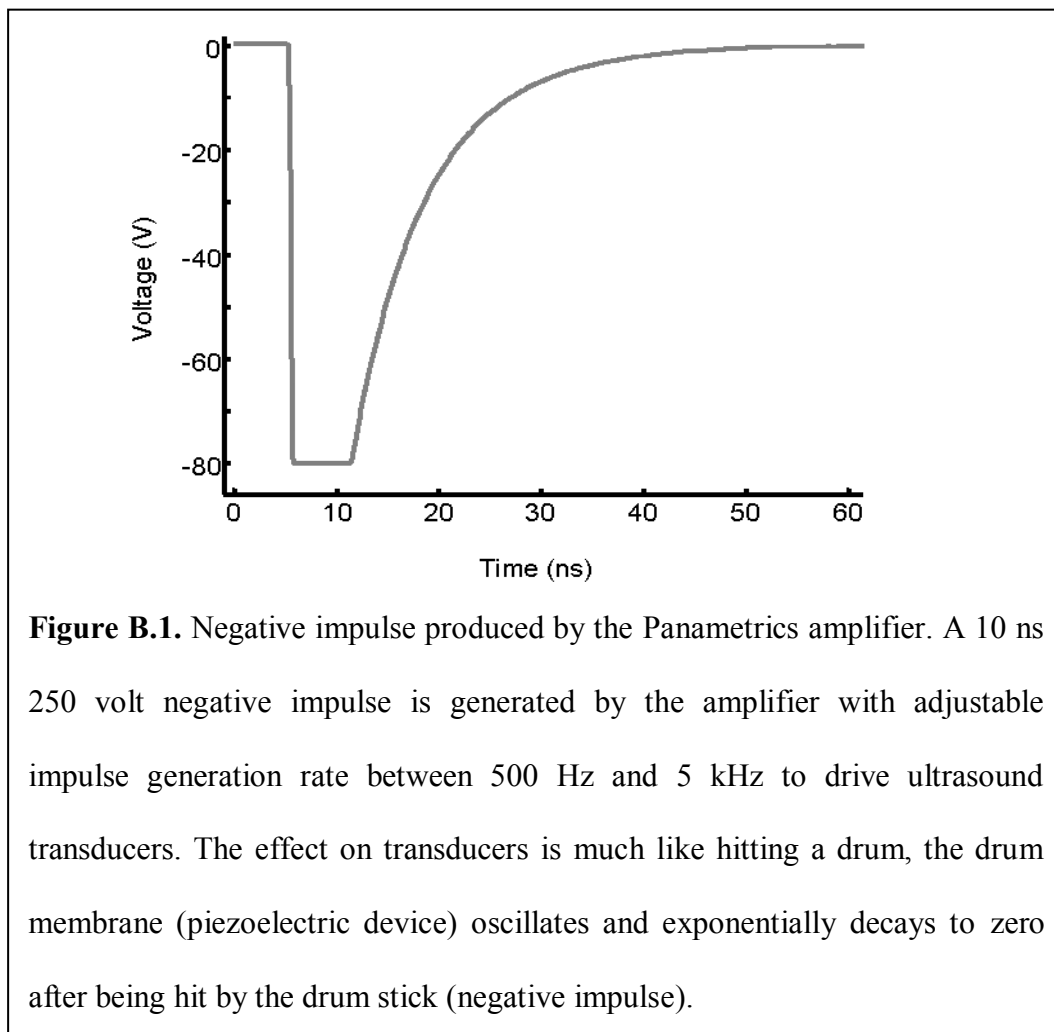 0
-20
-40
-60
-80
Voltage (V)
0 10 20 30 40 50 60
Time (ns)
Figure B.1. Negative impulse produced by the Panametrics amplifier. A 10 ns
250 volt negative impulse is generated by the amplifier with adjustable
impulse generation rate between 500 Hz and 5 kHz to drive ultrasound
transducers. The effect on transducers is much like hitting a drum, the drum
membrane (piezoelectric device) oscillates and exponentially decays to zero
after being hit by the drum stick (negative impulse).